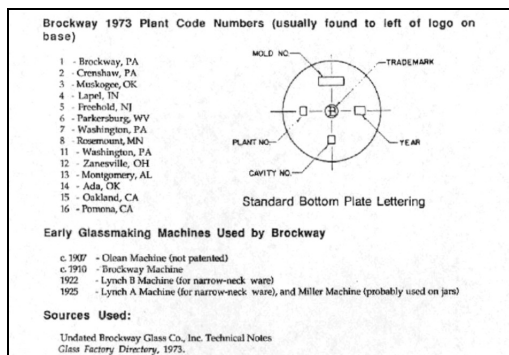 Brockway 1973 Plant Code Numbers (usually found to left of logo on
base)
1 - Brockway, PA
2 - Crenshaw, PA
3 - Muskogee, OK
4 - Lapel, IN
5 - Freehold, NJ
6 - Parkersburg, WV
7 - Washington, PA
8 - Rosemount, MN
11 - Washington, PA
12 - Zanesville, OH
13 - Montgomery, AL
14 - Ada, OK
15 - Oakland, CA
16 - Pomona, CA
MOLD NO.
TRADEMARK
B
PLANT NO.
YEAR
CAVITY NO.
Standard Bottom Plate Lettering
Early Glassmaking Machines Used by Brockway
c. 1907 - Olean Machine (not patented)
c. 1910 - Brockway Machine
1922 - Lynch B Machine (for narrow-neck ware)
1925 - Lynch A Machine (for narrow-neck ware), and Miller Machine (probably used on jars)
Sources Used:
Undated Brockway Glass Co., Inc. Technical Notes
Glass Factory Directory, 1973.